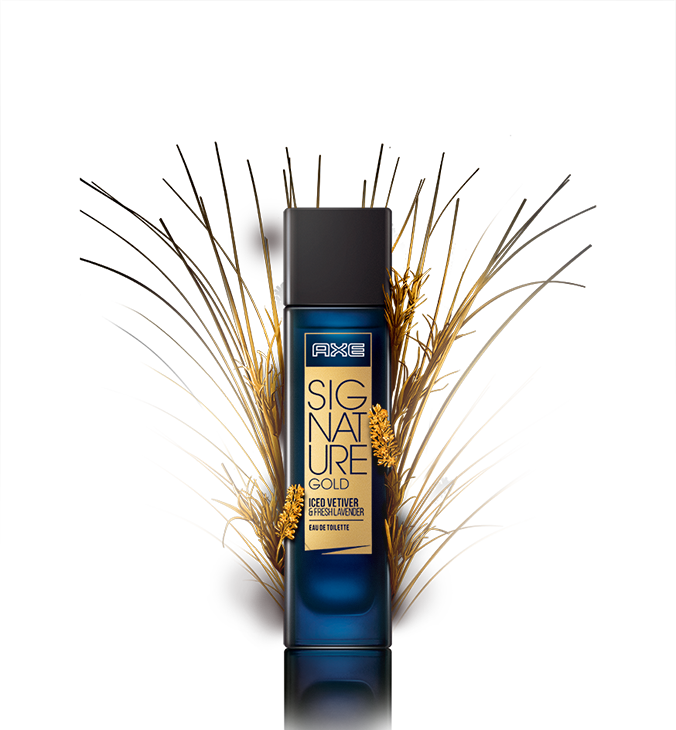 AXE
SIG
NAT
URE
GOLD
ICED VETIVER
& FRESH LAVENDER
EAU DE TOILETTE